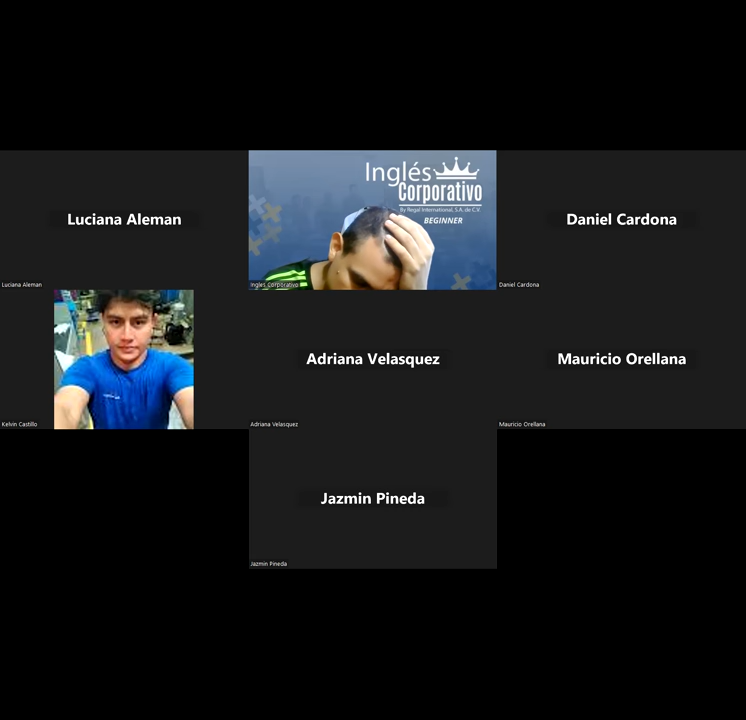 Luciana Aleman
Luciana Aleman
Inglés
Corporativo
By Regal International, S.A. de C.V.
BEGINNER
Ingles Corporativo
Daniel Cardona
Daniel Cardona
Kelvin Castillo
Adriana Velasquez
Adriana Velasquez
Mauricio Orellana
Mauricio Orellana
Jazmin Pineda
Jazmin Pineda